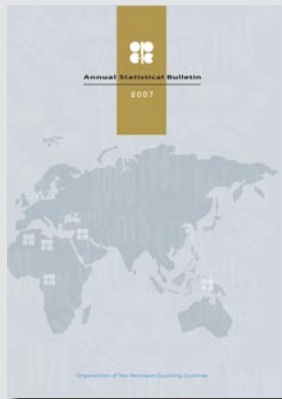 Annual Statistical Bulletin
2007
Organization of the Petroleum Exporting Countries